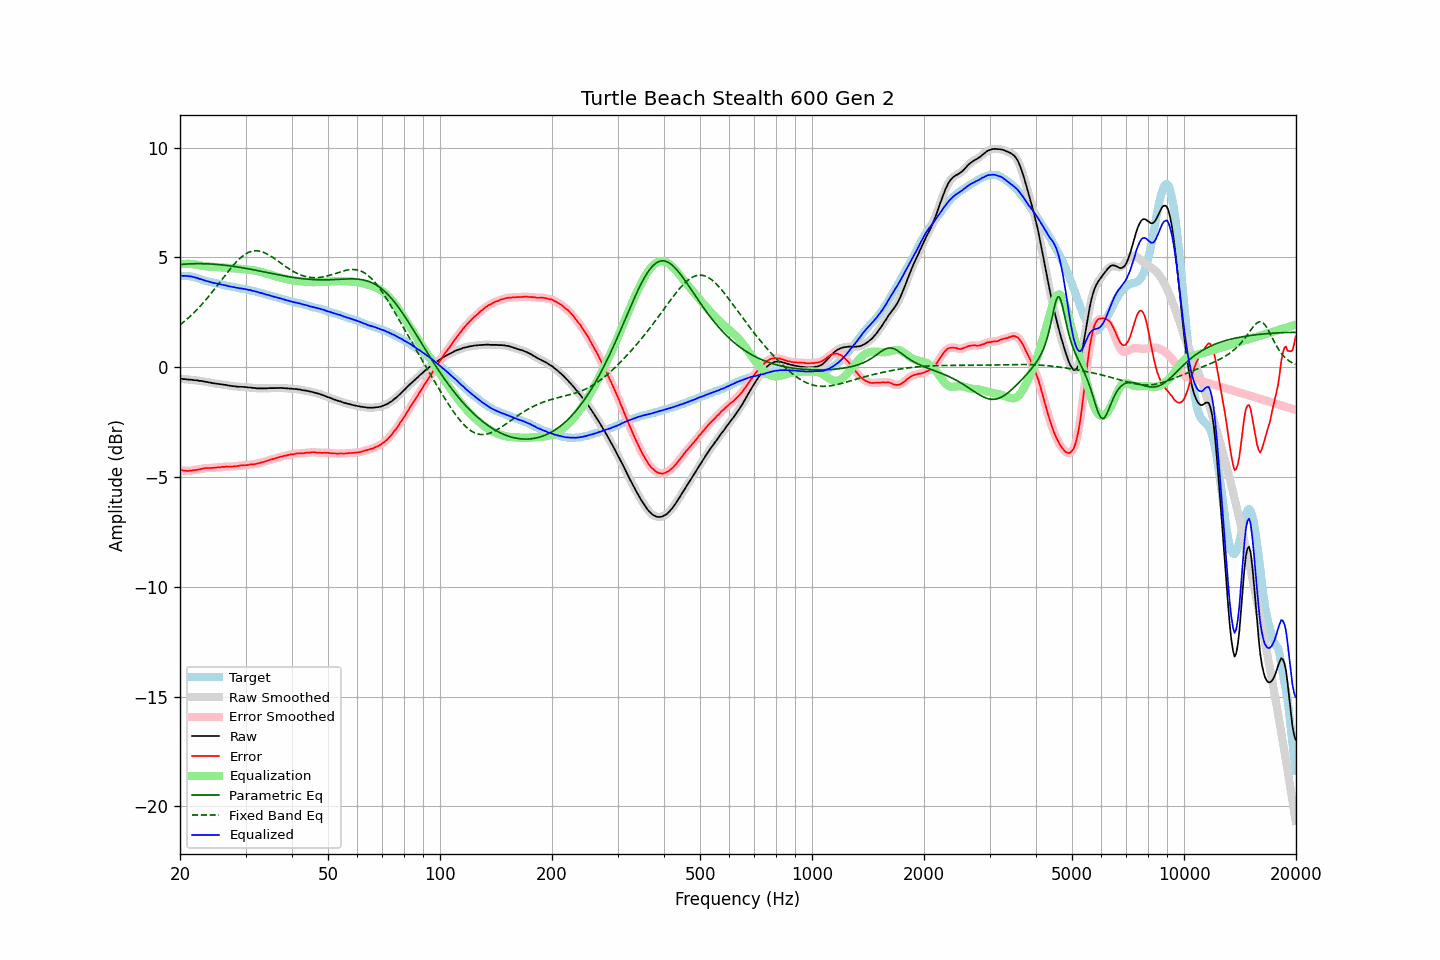 Turtle Beach Stealth 600 Gen 2
10
5
0
−5
−10
−15
−20
Amplitude (dBr)
Target
Raw Smoothed
Error Smoothed
Raw
Error
Equalization
Parametric Eq
Fixed Band Eq
Equalized
20 50 100 200 500 1000 2000 5000 10000 20000
Frequency (Hz)